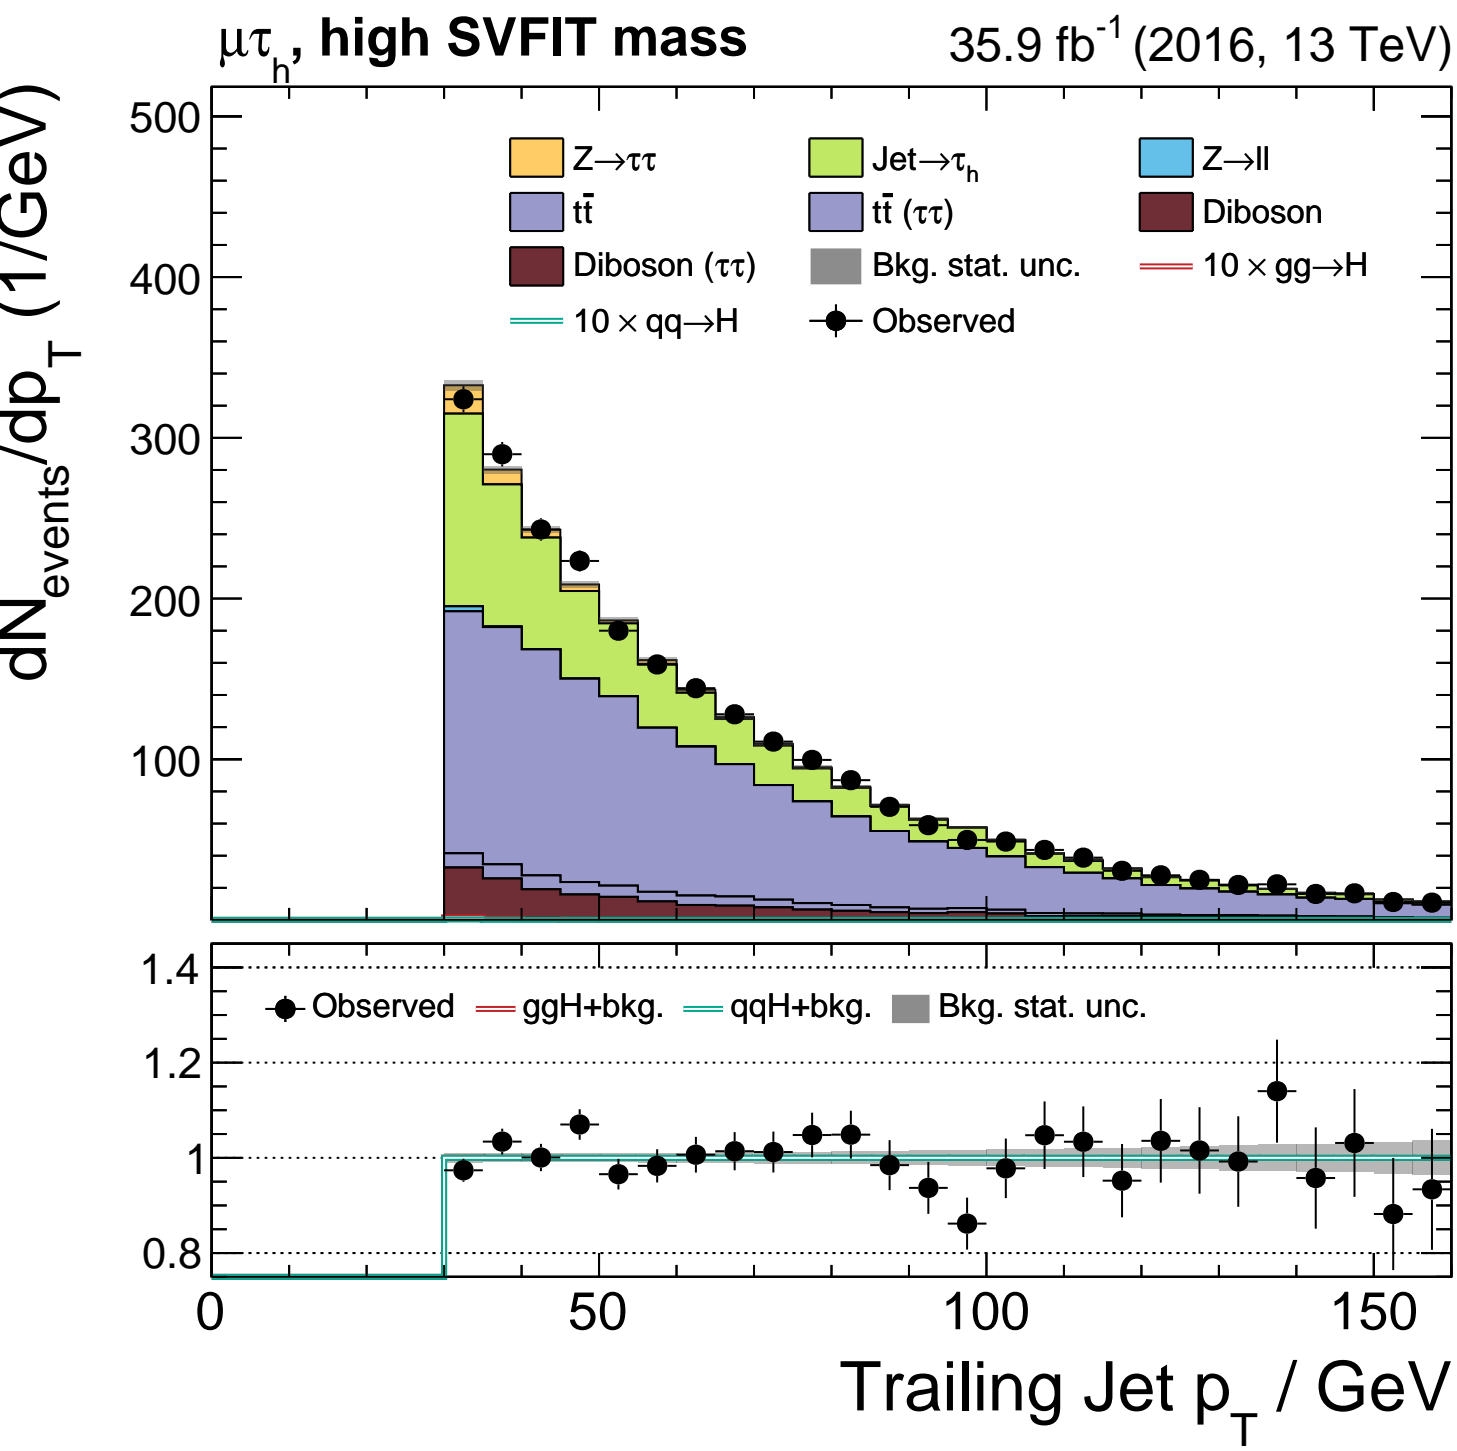 μτh, high SVFIT mass 35.9 fb-1 (2016, 13 TeV)
dNevents/dpT (1/GeV)
500
400
300
200
100
Z→ττ Jet→τh Z→ll
tt̄ tt̄ (ττ) Diboson
Diboson (ττ) Bkg. stat. unc. 10 × gg→H
10 × qq→H Observed
1.4
1.2
1
0.8
Observed ggH+bkg. qqH+bkg. Bkg. stat. unc.
0 50 100 150
Trailing Jet pT / GeV